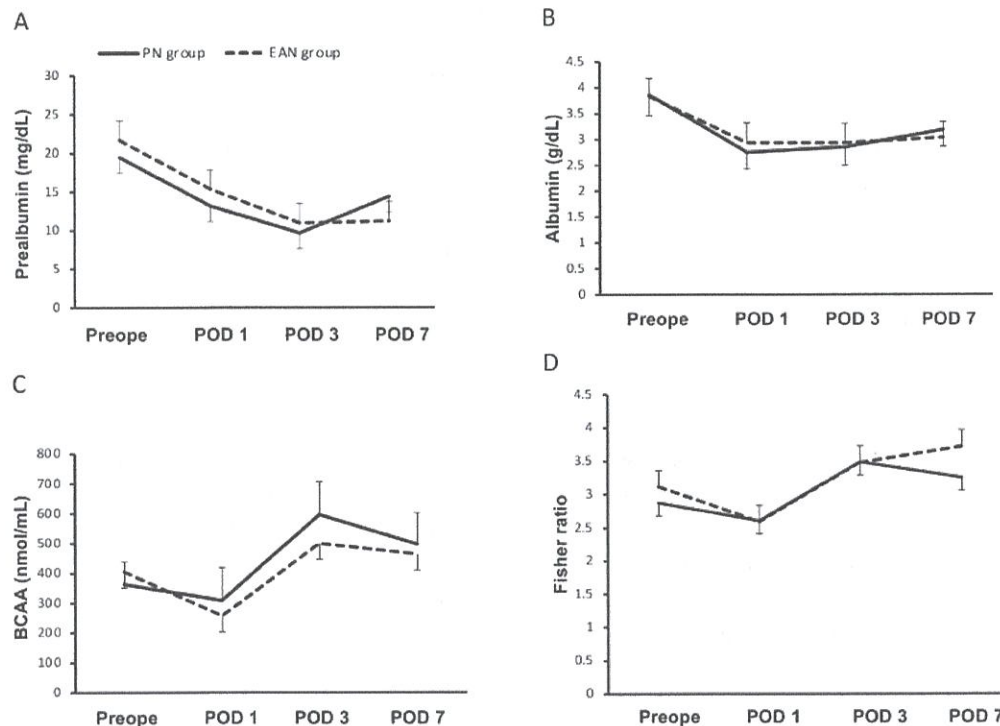 A
PN group
EAN group
Prealbumin (mg/dL)
30
25
20
15
10
5
0
Preope POD 1 POD 3 POD 7
B
Albumin (g/dL)
4.5
4
3.5
3
2.5
2
1.5
1
0.5
0
Preope POD 1 POD 3 POD 7
C
BCAA (nmol/mL)
800
700
600
500
400
300
200
100
0
Preope POD 1 POD 3 POD 7
D
Fisher ratio
4.5
4
3.5
3
2.5
2
1.5
1
0.5
0
Preope POD 1 POD 3 POD 7